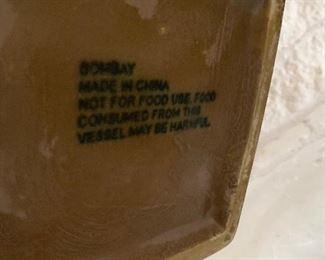 BOMBAY
MADE IN CHINA
NOT FOR FOOD USE. FOOD
CONSUMED FROM THIS
VESSEL MAY BE HARMFUL